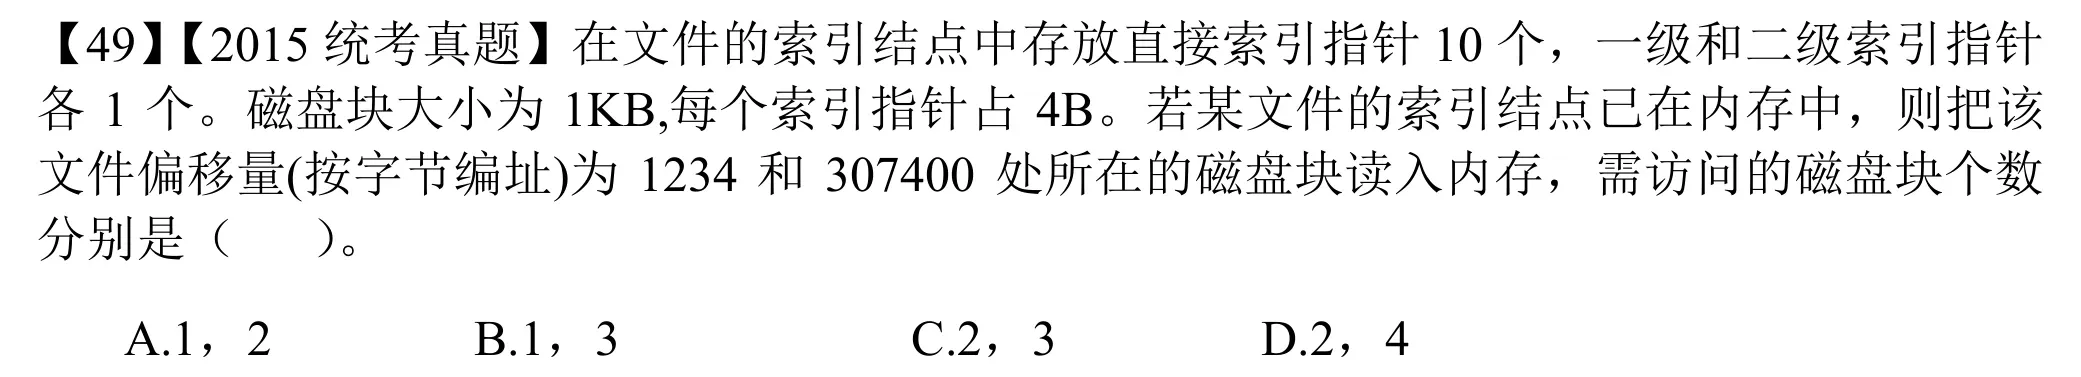 【49】【2015 统考真题】在文件的索引结点中存放直接索引指针 10 个，一级和二级索引指针
各 1 个。磁盘块大小为 1KB,每个索引指针占 4B。若某文件的索引结点已在内存中，则把该
文件偏移量(按字节编址)为 1234 和 307400 处所在的磁盘块读入内存，需访问的磁盘块个数
分别是（　　）。
A.1，2　　B.1，3　　C.2，3　　D.2，4